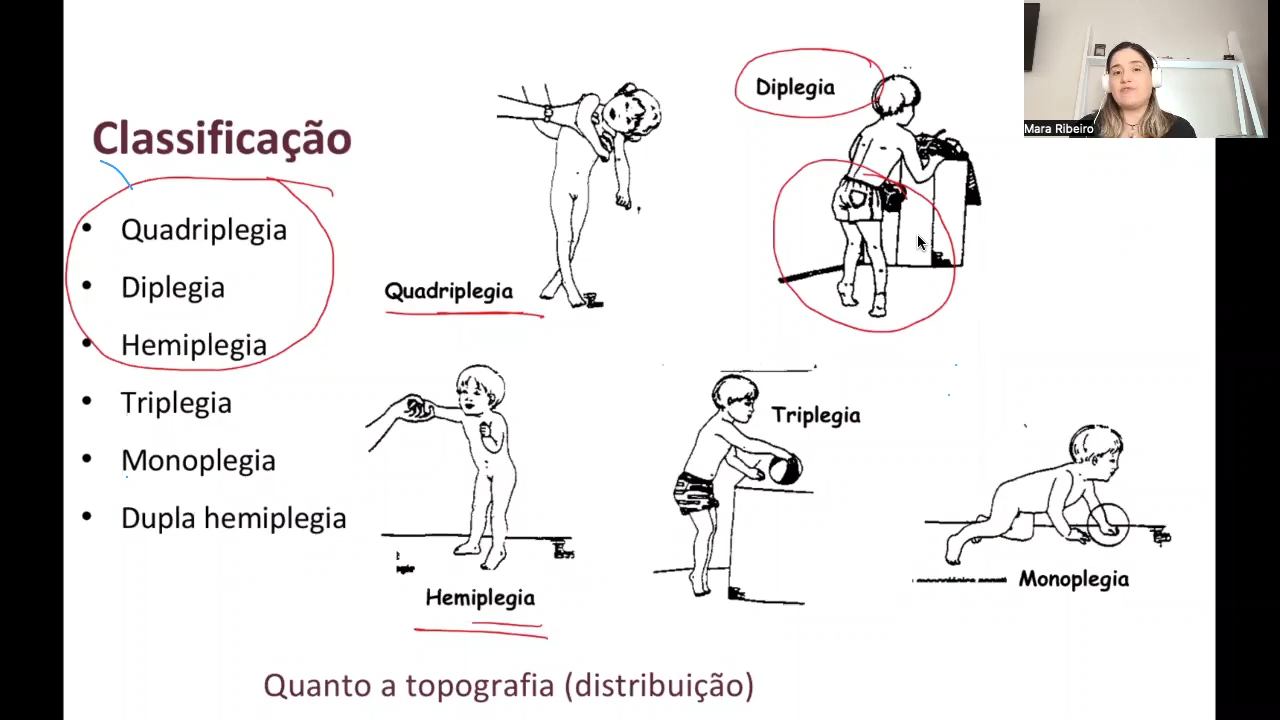 Classificação
• Quadriplegia
• Diplegia
• Hemiplegia
• Triplegia
• Monoplegia
• Dupla hemiplegia
Quadriplegia
Diplegia
Hemiplegia
Triplegia
Monoplegia
Quanto a topografia (distribuição)
Mara Ribeiro